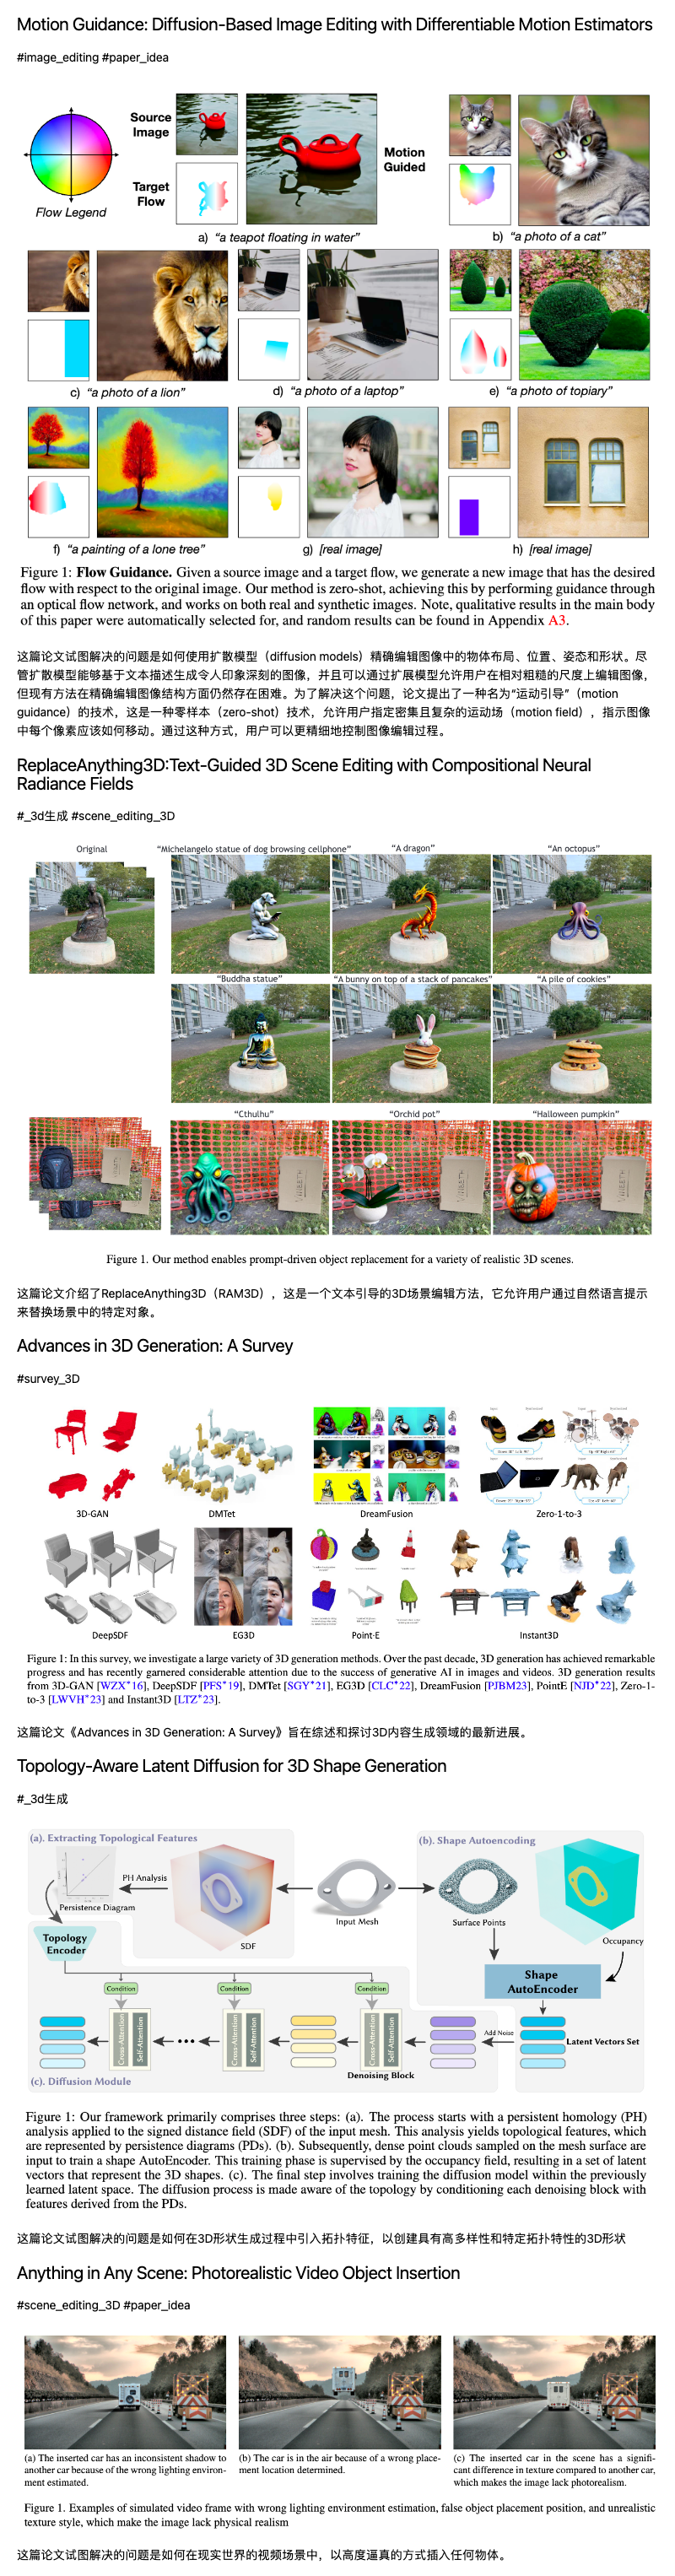 Motion Guidance: Diffusion-Based Image Editing with Differentiable Motion Estimators
#image_editing #paper_idea
Source Image
Target Flow
Motion Guided
Flow Legend
a) "a teapot floating in water"
b) "a photo of a cat"
c) "a photo of a lion"
d) "a photo of a laptop"
e) "a photo of topiary"
f) "a painting of a lone tree"
g) [real image]
h) [real image]
Figure 1: Flow Guidance. Given a source image and a target flow, we generate a new image that has the desired
flow with respect to the original image. Our method is zero-shot, achieving this by performing guidance through
an optical flow network, and works on both real and synthetic images. Note, qualitative results in the main body
of this paper were automatically selected for, and random results can be found in Appendix A3.
这篇论文试图解决的问题是如何使用扩散模型（diffusion models）精确编辑图像中的物体布局、位置、姿态和形状。尽
管扩散模型能够基于文本描述生成令人印象深刻的图像，并且可以通过扩展模型允许用户在相对粗糙的尺度上编辑图像，
但现有方法在精确编辑图像结构方面仍然存在困难。为了解决这个问题，论文提出了一种名为“运动引导”（motion
guidance）的技术，这是一种零样本（zero-shot）技术，允许用户指定密集且复杂的运动场（motion field），指示图像
中每个像素应该如何移动。通过这种方式，用户可以更精细地控制图像编辑过程。
ReplaceAnything3D:Text-Guided 3D Scene Editing with Compositional Neural
Radiance Fields
#_3d生成 #scene_editing_3D
Original
"Michelangelo statue of dog browsing cellphone"
"A dragon"
"An octopus"
"Buddha statue"
"A bunny on top of a stack of pancakes"
"A pile of cookies"
"Cthulhu"
"Orchid pot"
"Halloween pumpkin"
Figure 1. Our method enables prompt-driven object replacement for a variety of realistic 3D scenes.
这篇论文介绍了ReplaceAnything3D（RAM3D），这是一个文本引导的3D场景编辑方法，它允许用户通过自然语言提示
来替换场景中的特定对象。
Advances in 3D Generation: A Survey
#survey_3D
3D-GAN
DMTet
DreamFusion
Zero-1-to-3
DeepSDF
EG3D
Point·E
Instant3D
Figure 1: In this survey, we investigate a large variety of 3D generation methods. Over the past decade, 3D generation has achieved remarkable
progress and has recently garnered considerable attention due to the success of generative AI in images and videos. 3D generation results
from 3D-GAN [WZX*16], DeepSDF [PFS*19], DMTet [SGY*21], EG3D [CLC*22], DreamFusion [PJBM23], PointE [NJD*22], Zero-1-
to-3 [LWVH*23] and Instant3D [LTZ*23].
这篇论文《Advances in 3D Generation: A Survey》旨在综述和探讨3D内容生成领域的最新进展。
Topology-Aware Latent Diffusion for 3D Shape Generation
#_3d生成
(a). Extracting Topological Features
(b). Shape Autoencoding
PH Analysis
Persistence Diagram
SDF
Input Mesh
Surface Points
Occupancy
Topology Encoder
Shape AutoEncoder
Condition
Condition
Condition
Cross-Attention
Self-Attention
Cross-Attention
Self-Attention
Cross-Attention
Self-Attention
Add Noise
Latent Vectors Set
Denoising Block
(c). Diffusion Module
Figure 1: Our framework primarily comprises three steps: (a). The process starts with a persistent homology (PH)
analysis applied to the signed distance field (SDF) of the input mesh. This analysis yields topological features, which
are represented by persistence diagrams (PDs). (b). Subsequently, dense point clouds sampled on the mesh surface are
input to train a shape AutoEncoder. This training phase is supervised by the occupancy field, resulting in a set of latent
vectors that represent the 3D shapes. (c). The final step involves training the diffusion model within the previously
learned latent space. The diffusion process is made aware of the topology by conditioning each denoising block with
features derived from the PDs.
这篇论文试图解决的问题是如何在3D形状生成过程中引入拓扑特征，以创建具有高多样性和特定拓扑特性的3D形状
Anything in Any Scene: Photorealistic Video Object Insertion
#scene_editing_3D #paper_idea
(a) The inserted car has an inconsistent shadow to
another car because of the wrong lighting environ-
ment estimated.
(b) The car is in the air because of a wrong place-
ment location determined.
(c) The inserted car in the scene has a signifi-
cant difference in texture compared to another car,
which makes the image lack photorealism.
Figure 1. Examples of simulated video frame with wrong lighting environment estimation, false object placement position, and unrealistic
texture style, which make the image lack physical realism
这篇论文试图解决的问题是如何在现实世界的视频场景中，以高度逼真的方式插入任何物体。